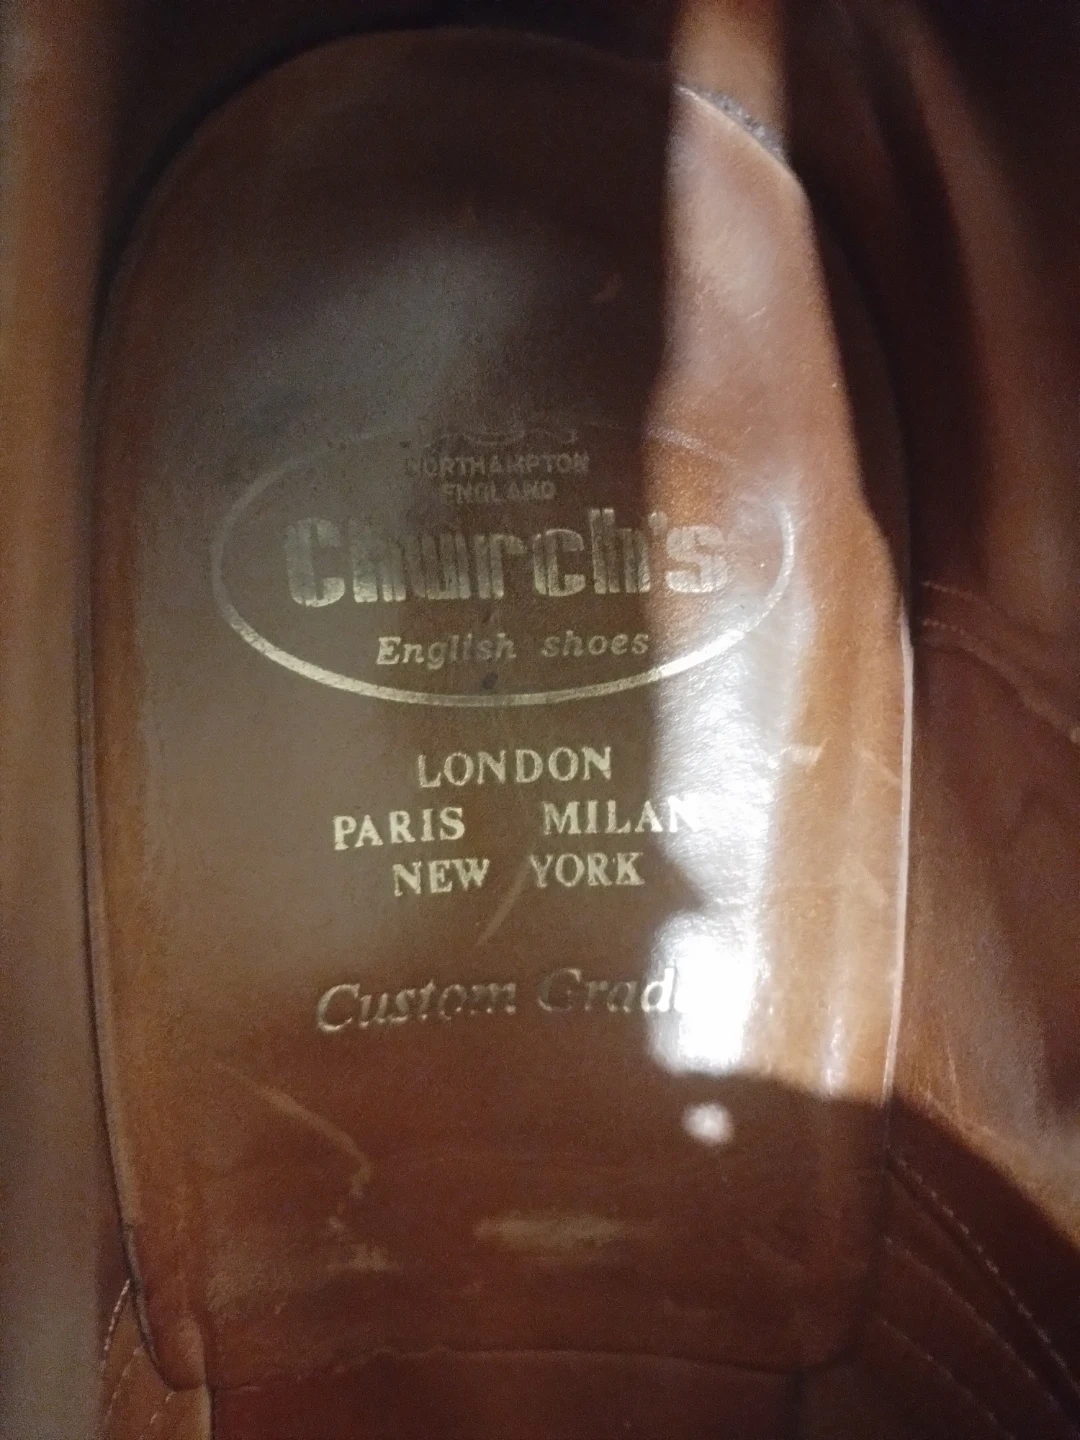 NORTHAMPTON
ENGLAND
Church's
English shoes
LONDON
PARIS MILAN
NEW YORK
Custom Grade